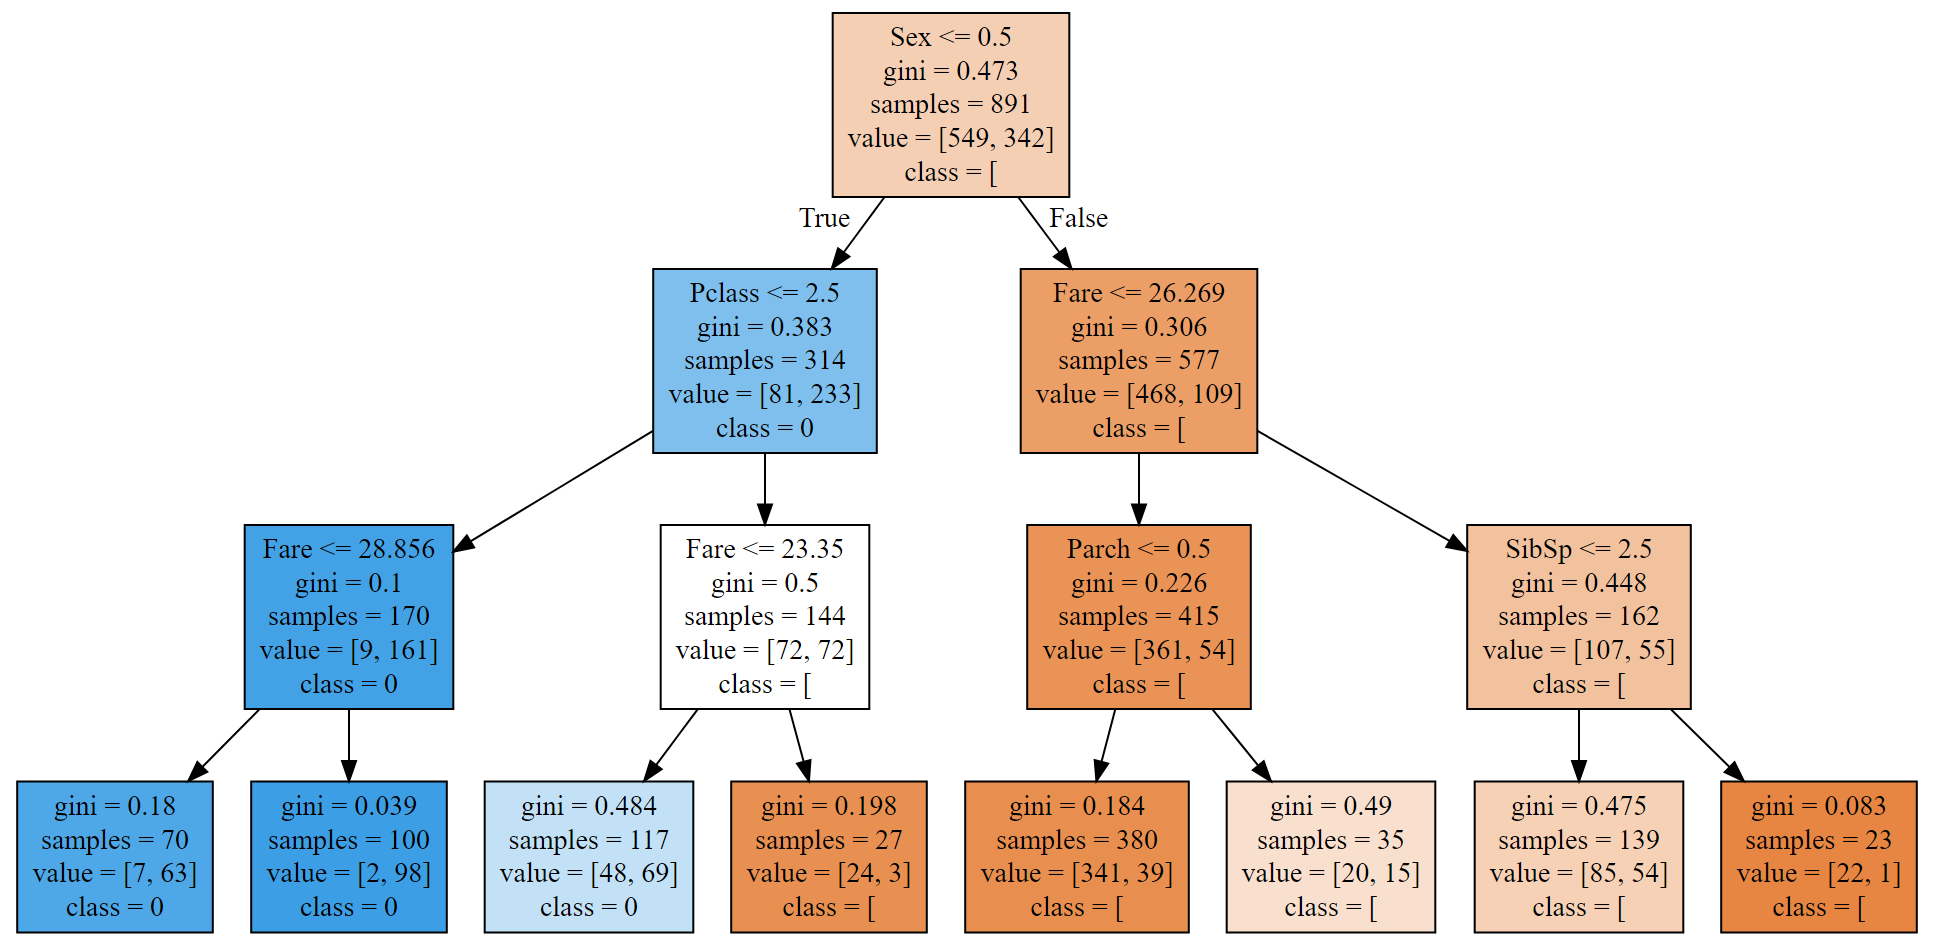 Sex <= 0.5
gini = 0.473
samples = 891
value = [549, 342]
class = [
True
False
Pclass <= 2.5
gini = 0.383
samples = 314
value = [81, 233]
class = 0
Fare <= 26.269
gini = 0.306
samples = 577
value = [468, 109]
class = [
Fare <= 28.856
gini = 0.1
samples = 170
value = [9, 161]
class = 0
Fare <= 23.35
gini = 0.5
samples = 144
value = [72, 72]
class = [
Parch <= 0.5
gini = 0.226
samples = 415
value = [361, 54]
class = [
SibSp <= 2.5
gini = 0.448
samples = 162
value = [107, 55]
class = [
gini = 0.18
samples = 70
value = [7, 63]
class = 0
gini = 0.039
samples = 100
value = [2, 98]
class = 0
gini = 0.484
samples = 117
value = [48, 69]
class = 0
gini = 0.198
samples = 27
value = [24, 3]
class = [
gini = 0.184
samples = 380
value = [341, 39]
class = [
gini = 0.49
samples = 35
value = [20, 15]
class = [
gini = 0.475
samples = 139
value = [85, 54]
class = [
gini = 0.083
samples = 23
value = [22, 1]
class = [